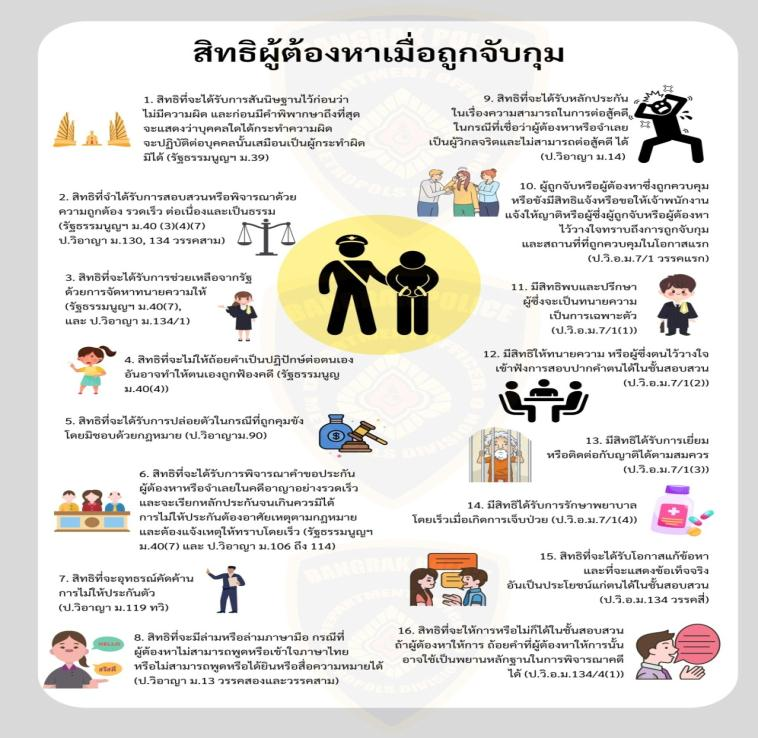 สิทธิผู้ต้องหาเมื่อถูกจับกุม
1. สิทธิที่จะได้รับการสันนิษฐานไว้ก่อนว่า
ไม่มีความผิด และก่อนมีคำพิพากษาถึงที่สุด
จะแสดงว่าบุคคลใดได้กระทำความผิด
จะปฏิบัติต่อบุคคลนั้นเสมือนเป็นผู้กระทำผิด
มิได้ (รัฐธรรมนูญฯ ม.39)
2. สิทธิที่จำได้รับการสอบสวนหรือพิจารณาด้วย
ความถูกต้อง รวดเร็ว ต่อเนื่องและเป็นธรรม
(รัฐธรรมนูญฯ ม.40 (3)(4)(7)
ป.วิอาญา ม.130, 134 วรรคสาม)
3. สิทธิที่จะได้รับการช่วยเหลือจากรัฐ
ด้วยการจัดหาทนายความให้
(รัฐธรรมนูญฯ ม.40(7),
และ ป.วิอาญา ม.134/1)
4. สิทธิที่จะไม่ให้ถ้อยคำเป็นปฏิปักษ์ต่อตนเอง
อันอาจทำให้ตนเองถูกฟ้องคดี (รัฐธรรมนูญ
ม.40(4))
5. สิทธิที่จะได้รับการปล่อยตัวในกรณีที่ถูกคุมขัง
โดยมิชอบด้วยกฎหมาย (ป.วิอาญาม.90)
6. สิทธิที่จะได้รับการพิจารณาคำขอประกัน
ผู้ต้องหาหรือจำเลยในคดีอาญาอย่างรวดเร็ว
และจะเรียกหลักประกันจนเกินควรมิได้
การไม่ให้ประกันต้องอาศัยเหตุตามกฎหมาย
และต้องแจ้งเหตุให้ทราบโดยเร็ว (รัฐธรรมนูญฯ
ม.40(7) และ ป.วิอาญา ม.106 ถึง 114)
7. สิทธิที่จะอุทธรณ์คัดค้าน
การไม่ให้ประกันตัว
(ป.วิอาญา ม.119 ทวิ)
HELLO
สวัสดี
8. สิทธิที่จะมีล่ามหรือล่ามภาษามือ กรณีที่
ผู้ต้องหาไม่สามารถพูดหรือเข้าใจภาษาไทย
หรือไม่สามารถพูดหรือได้ยินหรือสื่อความหมายได้
(ป.วิอาญา ม.13 วรรคสองและวรรคสาม)
9. สิทธิที่จะได้รับหลักประกัน
ในเรื่องความสามารถในการต่อสู้คดี
ในกรณีที่เชื่อว่าผู้ต้องหาหรือจำเลย
เป็นผู้วิกลจริตและไม่สามารถต่อสู้คดี ได้
(ป.วิอาญา ม.14)
10. ผู้ถูกจับหรือผู้ต้องหาซึ่งถูกควบคุม
หรือขังมีสิทธิแจ้งหรือขอให้เจ้าพนักงาน
แจ้งให้ญาติหรือผู้ซึ่งผู้ถูกจับหรือผู้ต้องหา
ไว้วางใจทราบถึงการถูกจับกุม
และสถานที่ที่ถูกควบคุมในโอกาสแรก
(ป.วิ.อ.ม.7/1 วรรคแรก)
11. มีสิทธิพบและปรึกษา
ผู้ซึ่งจะเป็นทนายความ
เป็นการเฉพาะตัว
(ป.วิ.อ.ม.7/1(1))
12. มีสิทธิให้ทนายความ หรือผู้ซึ่งตนไว้วางใจ
เข้าฟังการสอบปากคำตนได้ในชั้นสอบสวน
(ป.วิ.อ.ม.7/1(2))
13. มีสิทธิได้รับการเยี่ยม
หรือติดต่อกับญาติได้ตามสมควร
(ป.วิ.อ.ม.7/1(3))
14. มีสิทธิได้รับการรักษาพยาบาล
โดยเร็วเมื่อเกิดการเจ็บป่วย (ป.วิ.อ.ม.7/1(4))
15. สิทธิที่จะได้รับโอกาสแก้ข้อหา
และที่จะแสดงข้อเท็จจริง
อันเป็นประโยชน์แก่ตนได้ในชั้นสอบสวน
(ป.วิ.อ.ม.134 วรรคสี่)
16. สิทธิที่จะให้การหรือไม่ก็ได้ในชั้นสอบสวน
ถ้าผู้ต้องหาให้การ ถ้อยคำที่ผู้ต้องหาให้การนั้น
อาจใช้เป็นพยานหลักฐานในการพิจารณาคดี
ได้ (ป.วิ.อ.ม.134/4(1))
BANGRAK POLICE